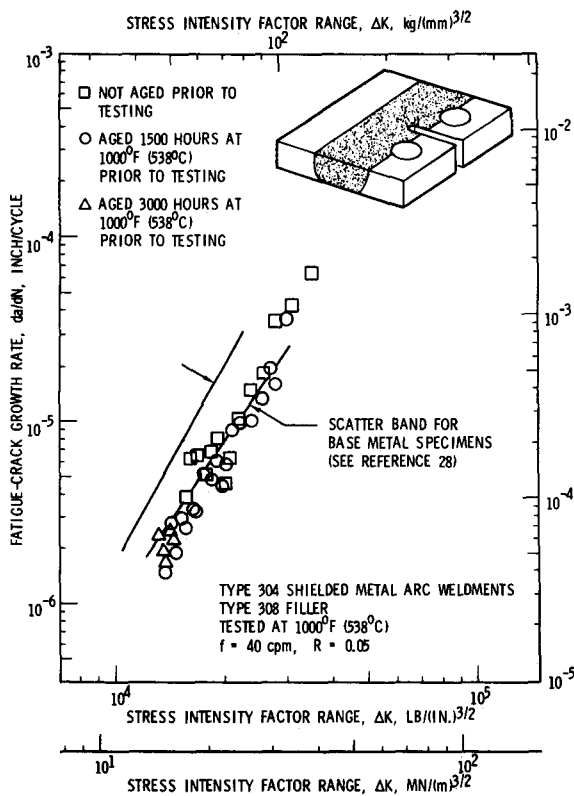 STRESS INTENSITY FACTOR RANGE, ΔK, kg/(mm)^3/2
10^2
10^-3
□ NOT AGED PRIOR TO
TESTING
○ AGED 1500 HOURS AT
1000°F (538°C)
PRIOR TO TESTING
△ AGED 3000 HOURS AT
1000°F (538°C)
PRIOR TO TESTING
10^-2
10^-4
10^-3
FATIGUE-CRACK GROWTH RATE, da/dN, INCH/CYCLE
10^-5
SCATTER BAND FOR
BASE METAL SPECIMENS
(SEE REFERENCE 28)
10^-4
10^-6
TYPE 304 SHIELDED METAL ARC WELDMENTS
TYPE 308 FILLER
TESTED AT 1000°F (538°C)
f = 40 cpm, R = 0.05
10^-5
10^4
10^5
STRESS INTENSITY FACTOR RANGE, ΔK, LB/(IN.)^3/2
10^1
10^2
STRESS INTENSITY FACTOR RANGE, ΔK, MN/(m)^3/2